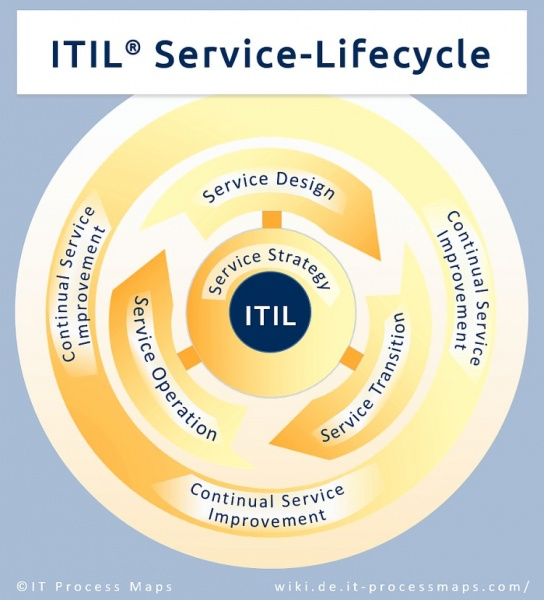 ITIL® Service-Lifecycle
Service Design
Service Strategy
ITIL
Continual Service
Improvement
Continual Service
Improvement
Service Operation
Service Transition
Continual Service
Improvement
©IT Process Maps
wiki.de.it-processmaps.com/